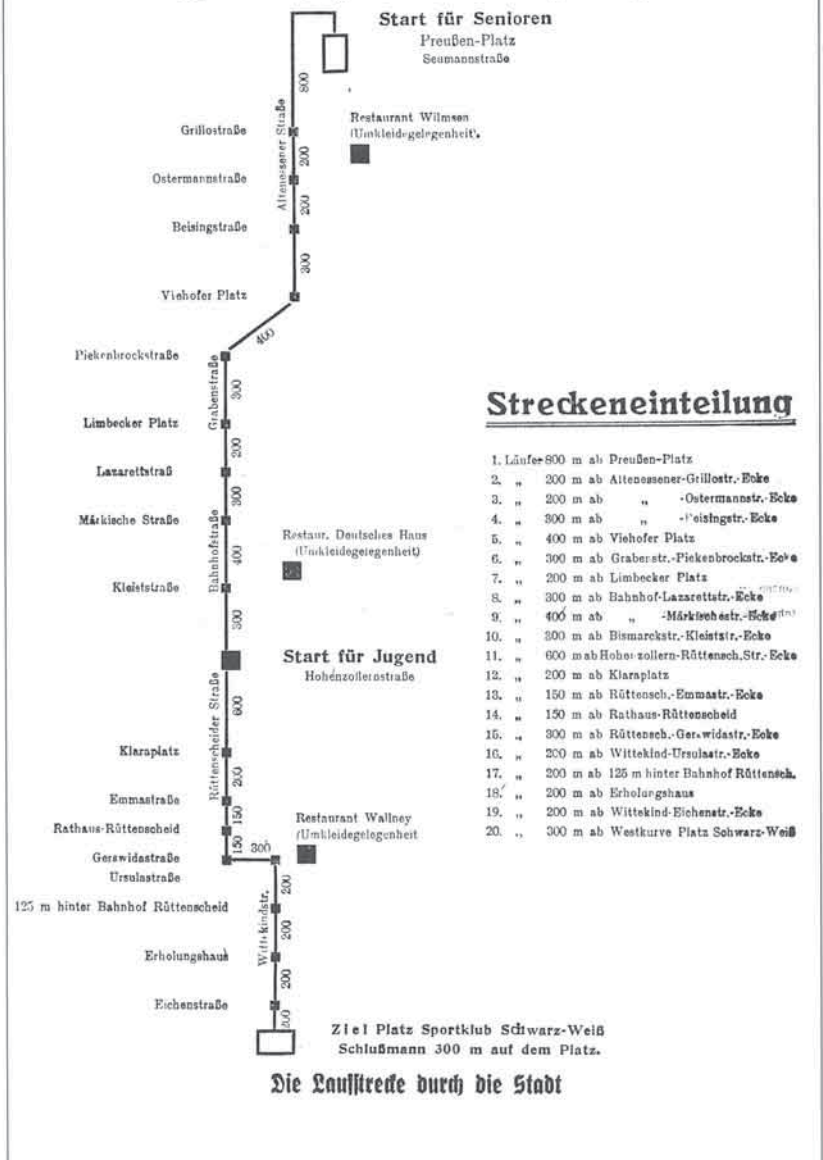 Start für Senioren
Preußen-Platz
Seumannstraße
800
Altenessener Straße
Restaurant Wilmsen
(Umkleidegelegenheit).
Grillostraße
200
Ostermannstraße
200
Beisingstraße
300
Viehofer Platz
400
Piekenbrockstraße
Grabenstraße
300
Limbecker Platz
200
Lazarettstraß
300
Märkische Straße
Bahnhofstraße
400
Restaur. Deutsches Haus
(Umkleidegelegenheit)
Kleiststraße
300
Start für Jugend
Hohenzollernstraße
Rüttenscheider Straße
600
Klaraplatz
200
Emmastraße
150
Rathaus-Rüttenscheid
150
Restaurant Wallney
(Umkleidegelegenheit
300
Gerswidastraße
Ursulastraße
200
125 m hinter Bahnhof Rüttenscheid
Wittekindstr.
200
Erholungshaus
200
Eichenstraße
200
Ziel Platz Sportklub Schwarz-Weiß
Schlußmann 300 m auf dem Platz.
Die Laufstrecke durch die Stadt
Streckeneinteilung
1. Läufer 800 m ab Preußen-Platz
2. „ 200 m ab Altenessener-Grillostr.-Ecke
3. „ 200 m ab „ -Ostermannstr.-Ecke
4. „ 300 m ab „ -Beisingstr.-Ecke
5. „ 400 m ab Viehofer Platz
6. „ 300 m ab Grabenstr.-Piekenbrockstr.-Ecke
7. „ 200 m ab Limbecker Platz
8. „ 300 m ab Bahnhof-Lazarettstr.-Ecke
9. „ 400 m ab „ -Märkischestr.-Ecke
10. „ 300 m ab Bismarckstr.-Kleiststr.-Ecke
11. „ 600 m ab Hohenzollern-Rüttensch.Str.-Ecke
12. „ 200 m ab Klaraplatz
13. „ 150 m ab Rüttensch.-Emmastr.-Ecke
14. „ 150 m ab Rathaus-Rüttenscheid
15. „ 300 m ab Rüttensch.-Gerswidastr.-Ecke
16. „ 200 m ab Wittekind-Ursulastr.-Ecke
17. „ 200 m ab 125 m hinter Bahnhof Rüttensch.
18. „ 200 m ab Erholungshaus
19. „ 200 m ab Wittekind-Eichenstr.-Ecke
20. „ 300 m ab Westkurve Platz Schwarz-Weiß